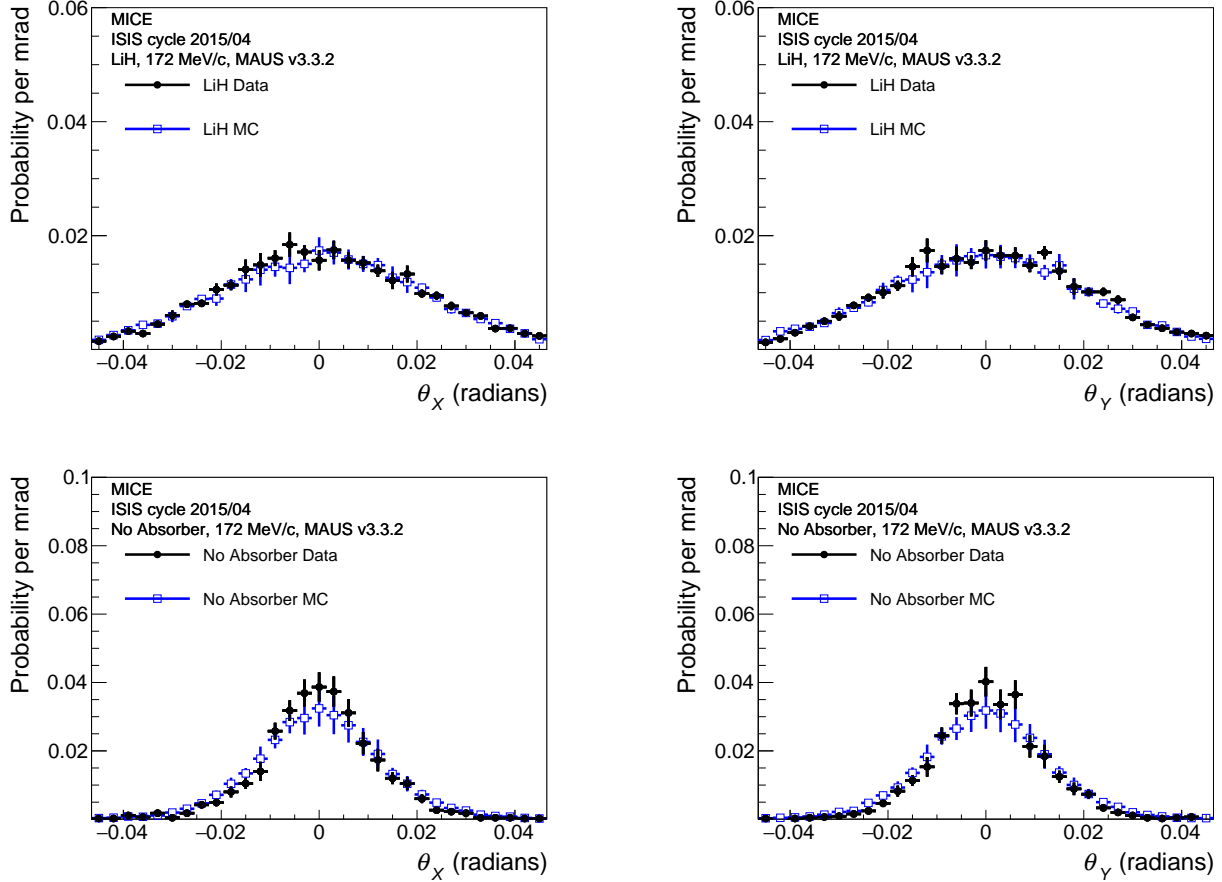 MICE
ISIS cycle 2015/04
LiH, 172 MeV/c, MAUS v3.3.2
LiH Data
LiH MC
Probability per mrad
0.06
0.04
0.02
−0.04 −0.02 0 0.02 0.04
θX (radians)
MICE
ISIS cycle 2015/04
LiH, 172 MeV/c, MAUS v3.3.2
LiH Data
LiH MC
Probability per mrad
0.06
0.04
0.02
−0.04 −0.02 0 0.02 0.04
θY (radians)
MICE
ISIS cycle 2015/04
No Absorber, 172 MeV/c, MAUS v3.3.2
No Absorber Data
No Absorber MC
Probability per mrad
0.1
0.08
0.06
0.04
0.02
−0.04 −0.02 0 0.02 0.04
θX (radians)
MICE
ISIS cycle 2015/04
No Absorber, 172 MeV/c, MAUS v3.3.2
No Absorber Data
No Absorber MC
Probability per mrad
0.1
0.08
0.06
0.04
0.02
−0.04 −0.02 0 0.02 0.04
θY (radians)